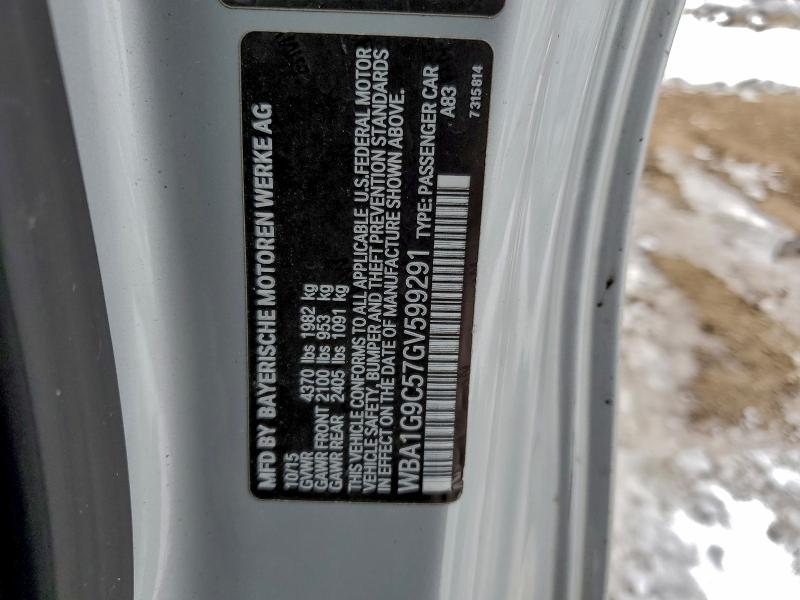 MFD BY BAYERISCHE MOTOREN WERKE AG
10/15
GVWR 4370 lbs 1982 kg
GAWR FRONT 2100 lbs 953 kg
GAWR REAR 2405 lbs 1091 kg
THIS VEHICLE CONFORMS TO ALL APPLICABLE U.S. FEDERAL MOTOR
VEHICLE SAFETY, BUMPER AND THEFT PREVENTION STANDARDS
IN EFFECT ON THE DATE OF MANUFACTURE SHOWN ABOVE.
WBA1G9C57GV599291 TYPE: PASSENGER CAR
A83
7 315 814